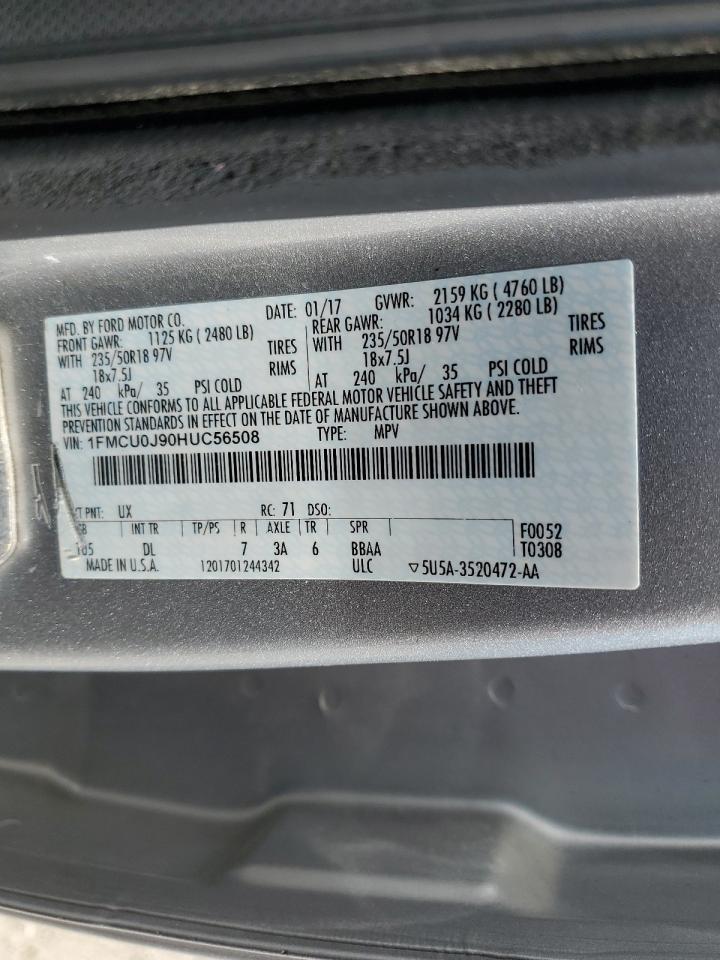 MFD. BY FORD MOTOR CO. DATE: 01/17 GVWR: 2159 KG ( 4760 LB)
FRONT GAWR: 1125 KG ( 2480 LB) REAR GAWR: 1034 KG ( 2280 LB)
WITH 235/50R18 97V TIRES WITH 235/50R18 97V TIRES
18x7.5J RIMS 18x7.5J RIMS
AT 240 kPa/ 35 PSI COLD AT 240 kPa/ 35 PSI COLD
THIS VEHICLE CONFORMS TO ALL APPLICABLE FEDERAL MOTOR VEHICLE SAFETY AND THEFT
PREVENTION STANDARDS IN EFFECT ON THE DATE OF MANUFACTURE SHOWN ABOVE.
VIN: 1FMCU0J90HUC56508 TYPE: MPV
PNT: UX RC: 71 DSO:
INT TR TP/PS R AXLE TR SPR F0052
DL 7 3A 6 BBAA T0308
MADE IN U.S.A. 1201701244342 ULC ▽5U5A-3520472-AA